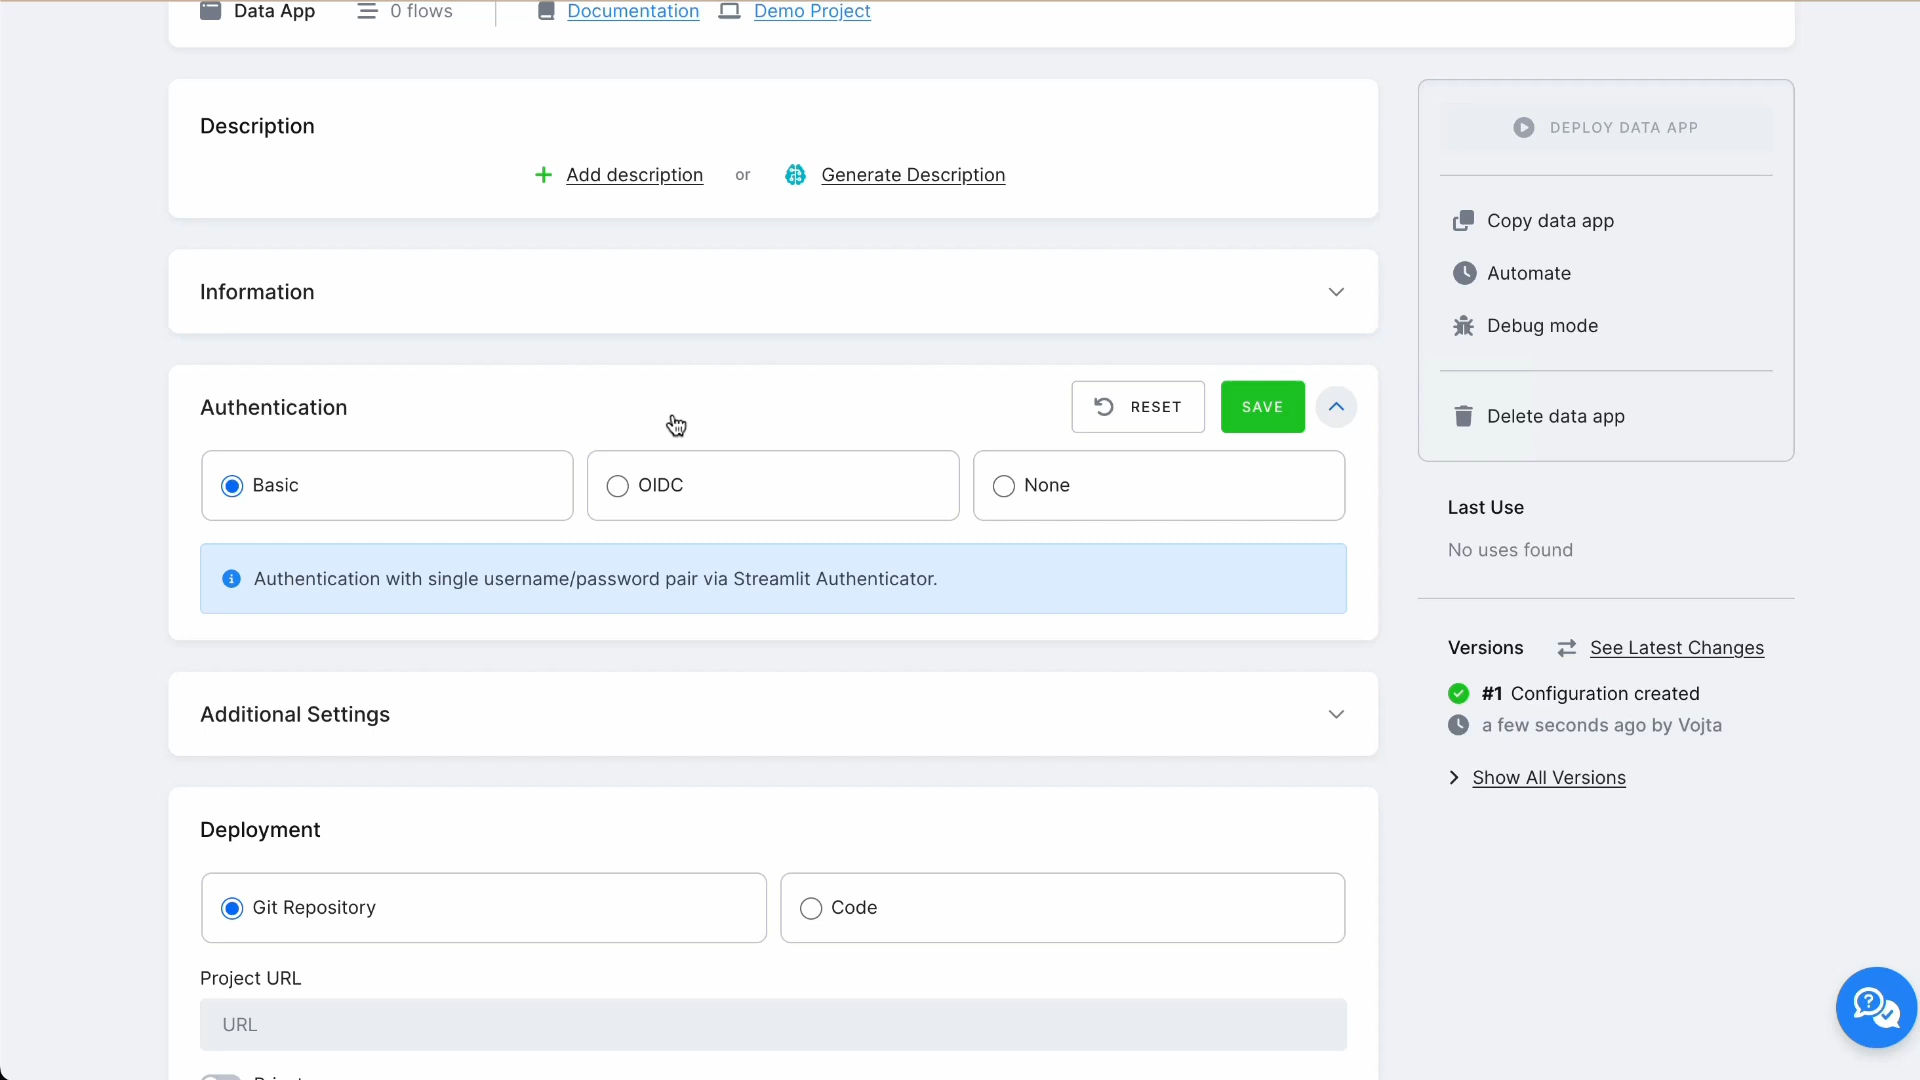 Data App 0 flows Documentation Demo Project
Description
Add description or Generate Description
Information
Authentication RESET SAVE
Basic OIDC None
Authentication with single username/password pair via Streamlit Authenticator.
Additional Settings
Deployment
Git Repository Code
Project URL
URL
DEPLOY DATA APP
Copy data app
Automate
Debug mode
Delete data app
Last Use
No uses found
Versions See Latest Changes
#1 Configuration created
a few seconds ago by Vojta
Show All Versions